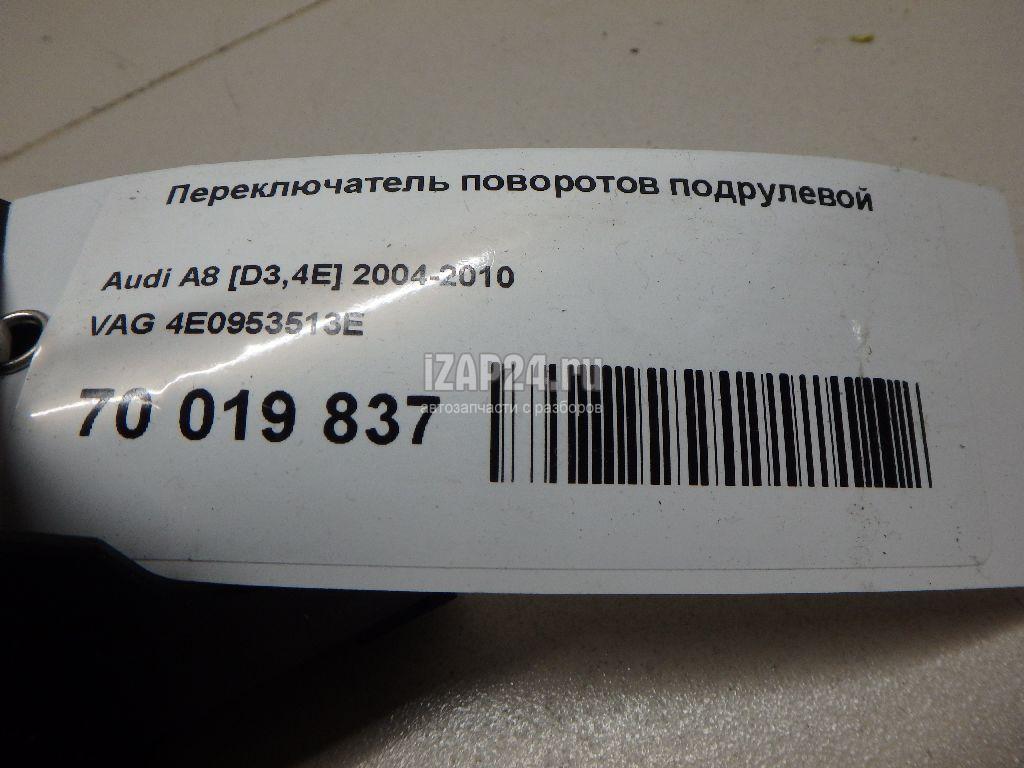 Переключатель поворотов подрулевой
Audi A8 [D3,4E] 2004-2010
VAG 4E0953513E
iZAP24.ru
автозапчасти с разборов
70 019 837